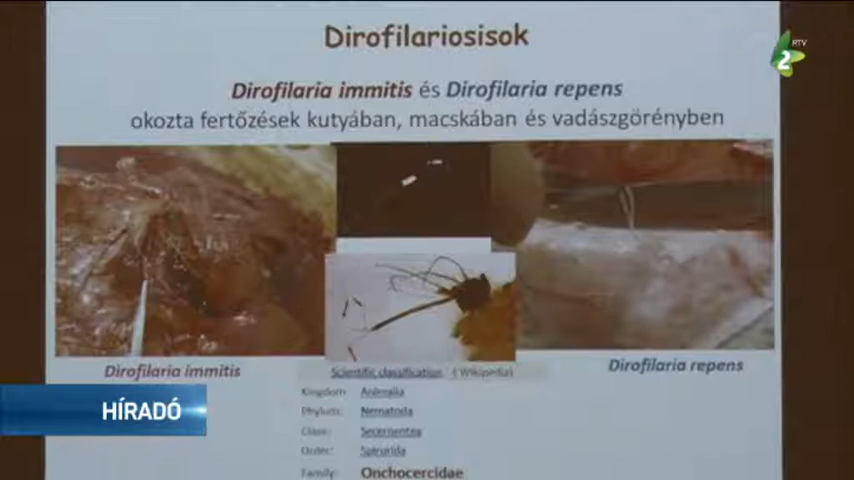 Dirofilariosisok
RTV
2
Dirofilaria immitis és Dirofilaria repens
okozta fertőzések kutyában, macskában és vadászgörényben
Dirofilaria immitis
Scientific classification ( Wikipedia)
Dirofilaria repens
Kingdom: Animalia
Phylum: Nematoda
Class: Secernentea
Order: Spirurida
Family: Onchocercidae
HÍRADÓ